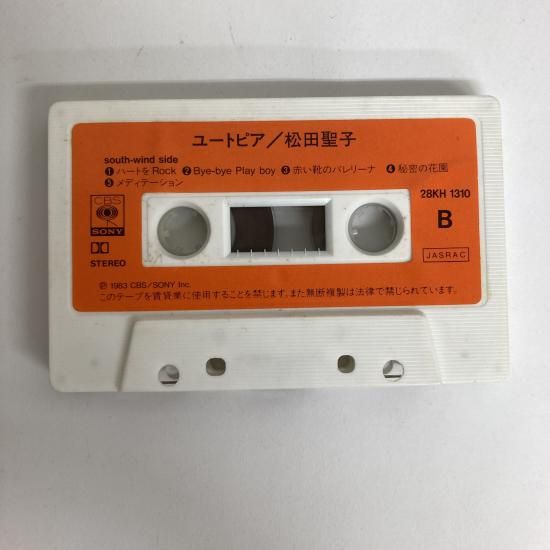 ユートピア／松田聖子
south-wind side
❶ハートをRock ❷Bye-bye Play boy ❸赤い靴のバレリーナ ❹秘密の花園
❺メディテーション
28KH 1310
B
CBS
SONY
STEREO
JASRAC
Ⓟ1983 CBS/SONY Inc.
このテープを賃貸業に使用することを禁じます。また無断複製は法律で禁じられています。